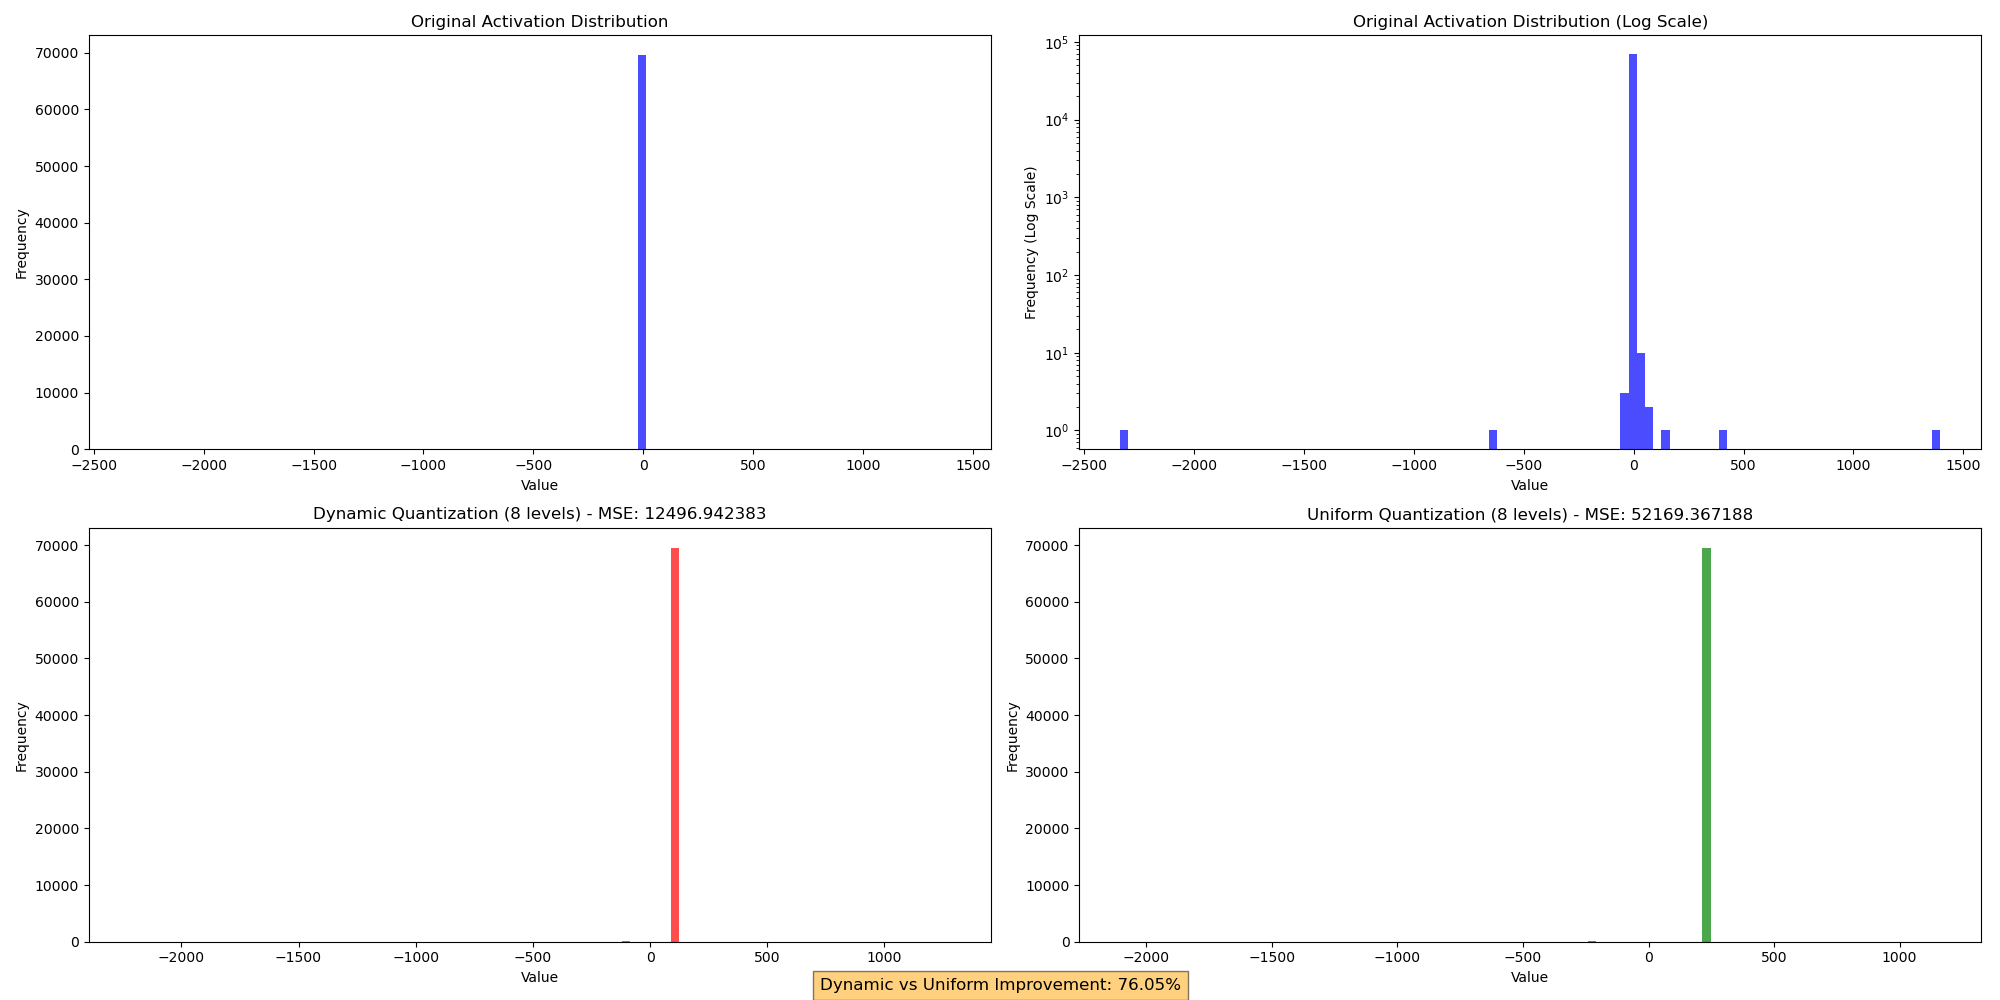 Original Activation Distribution
Original Activation Distribution (Log Scale)
70000
60000
50000
40000
30000
20000
10000
0
Frequency
−2500 −2000 −1500 −1000 −500 0 500 1000 1500
Value
10^5
10^4
10^3
10^2
10^1
10^0
Frequency (Log Scale)
−2500 −2000 −1500 −1000 −500 0 500 1000 1500
Value
Dynamic Quantization (8 levels) - MSE: 12496.942383
Uniform Quantization (8 levels) - MSE: 52169.367188
70000
60000
50000
40000
30000
20000
10000
0
Frequency
−2000 −1500 −1000 −500 0 500 1000
Value
70000
60000
50000
40000
30000
20000
10000
0
Frequency
−2000 −1500 −1000 −500 0 500 1000
Value
Dynamic vs Uniform Improvement: 76.05%